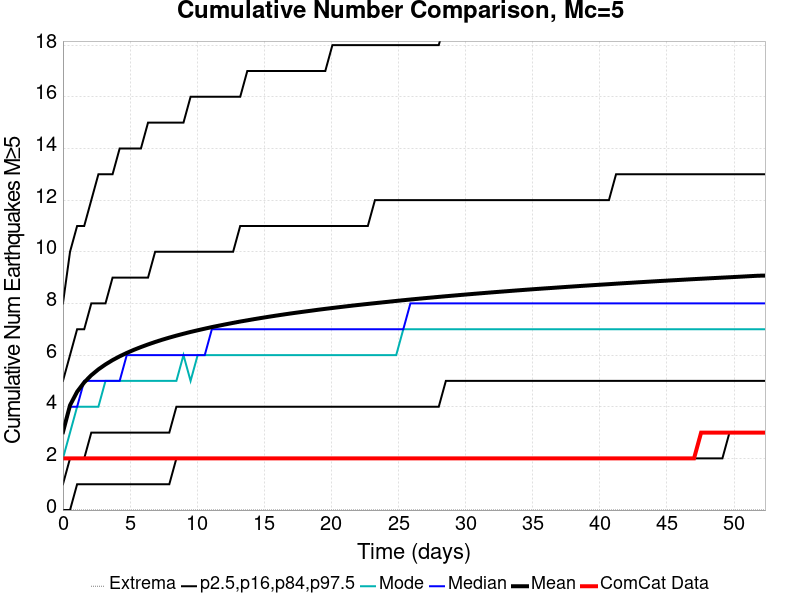 Cumulative Number Comparison, Mc=5
Cumulative Num Earthquakes M≥5
18
16
14
12
10
8
6
4
2
0
0 5 10 15 20 25 30 35 40 45 50
Time (days)
Extrema p2.5,p16,p84,p97.5 Mode Median Mean ComCat Data